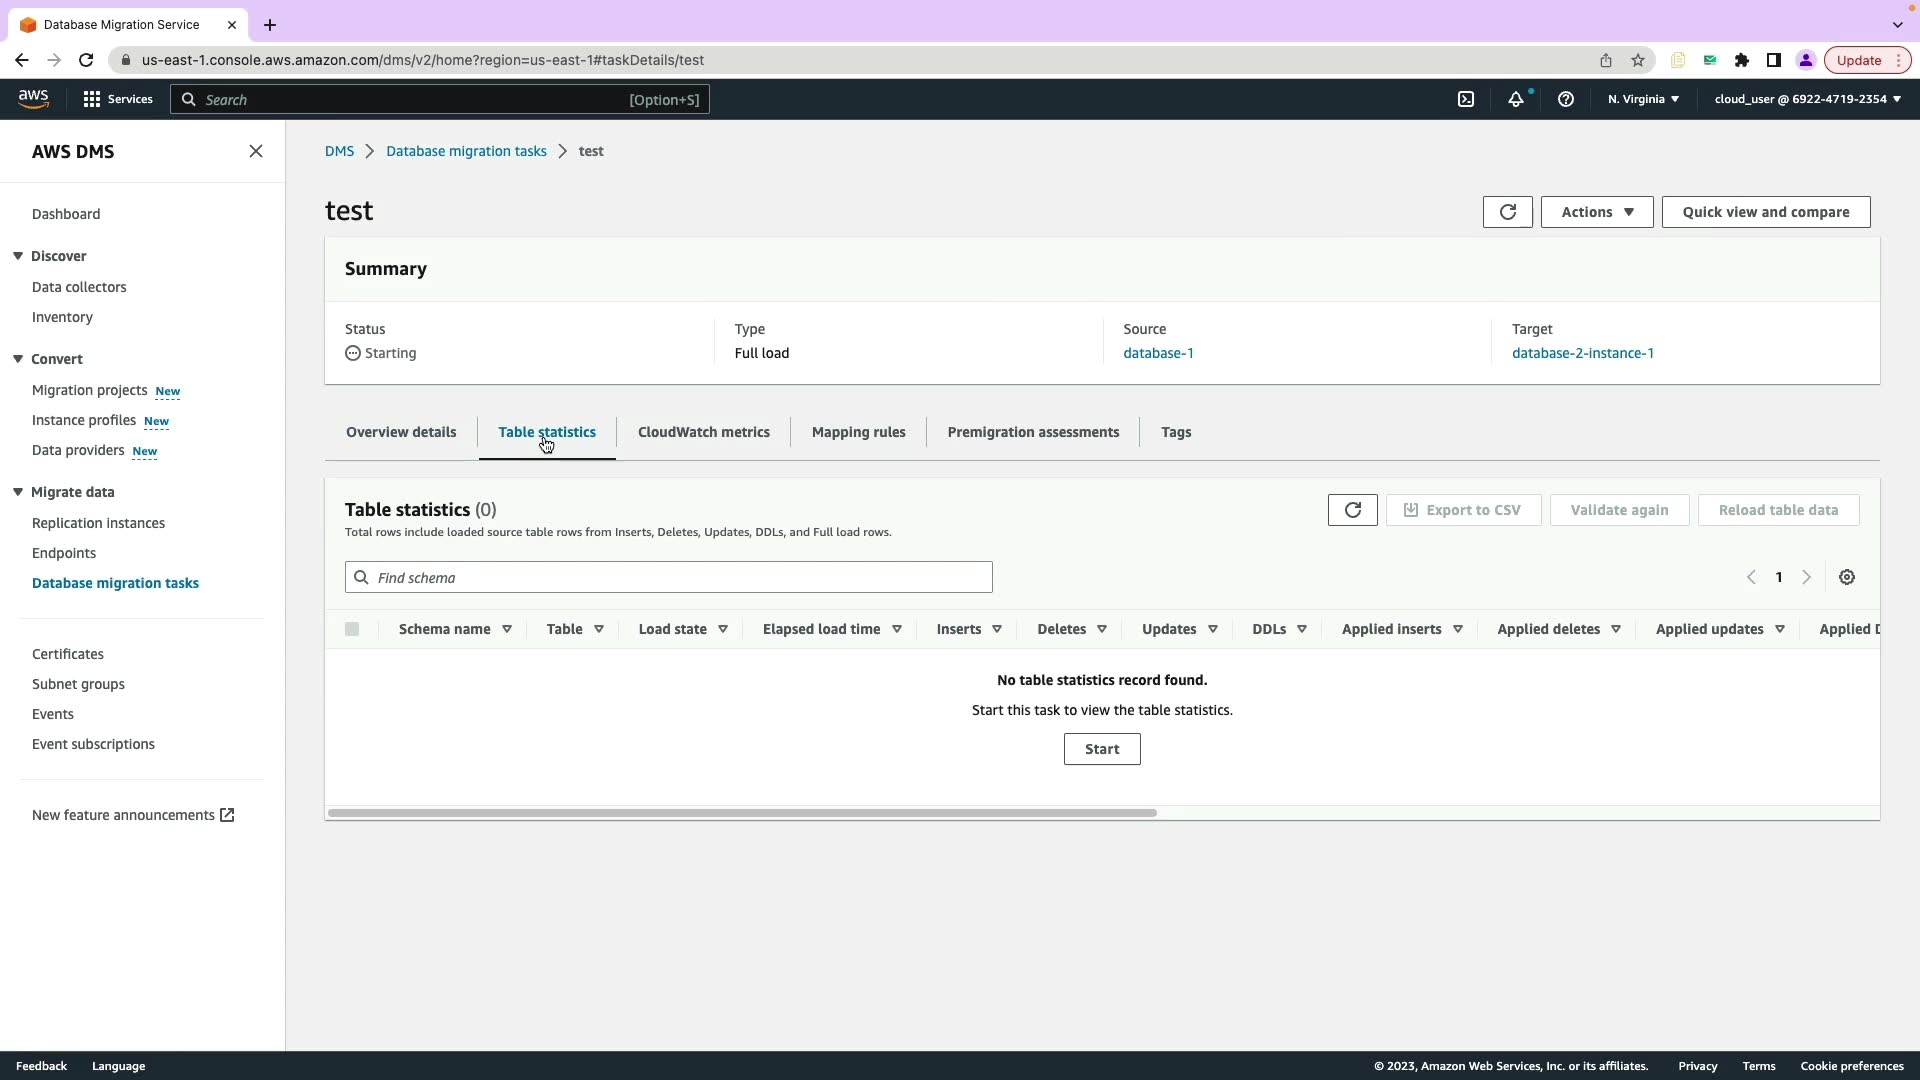 Database Migration Service
us-east-1.console.aws.amazon.com/dms/v2/home?region=us-east-1#taskDetails/test
Update
aws
Services
Search
[Option+S]
N. Virginia
cloud_user @ 6922-4719-2354
AWS DMS
Dashboard
Discover
Data collectors
Inventory
Convert
Migration projects New
Instance profiles New
Data providers New
Migrate data
Replication instances
Endpoints
Database migration tasks
Certificates
Subnet groups
Events
Event subscriptions
New feature announcements
DMS
Database migration tasks
test
test
Actions
Quick view and compare
Summary
Status
Starting
Type
Full load
Source
database-1
Target
database-2-instance-1
Overview details
Table statistics
CloudWatch metrics
Mapping rules
Premigration assessments
Tags
Table statistics (0)
Total rows include loaded source table rows from Inserts, Deletes, Updates, DDLs, and Full load rows.
Export to CSV
Validate again
Reload table data
Find schema
1
Schema name
Table
Load state
Elapsed load time
Inserts
Deletes
Updates
DDLs
Applied inserts
Applied deletes
Applied updates
Applied D
No table statistics record found.
Start this task to view the table statistics.
Start
Feedback
Language
© 2023, Amazon Web Services, Inc. or its affiliates.
Privacy
Terms
Cookie preferences